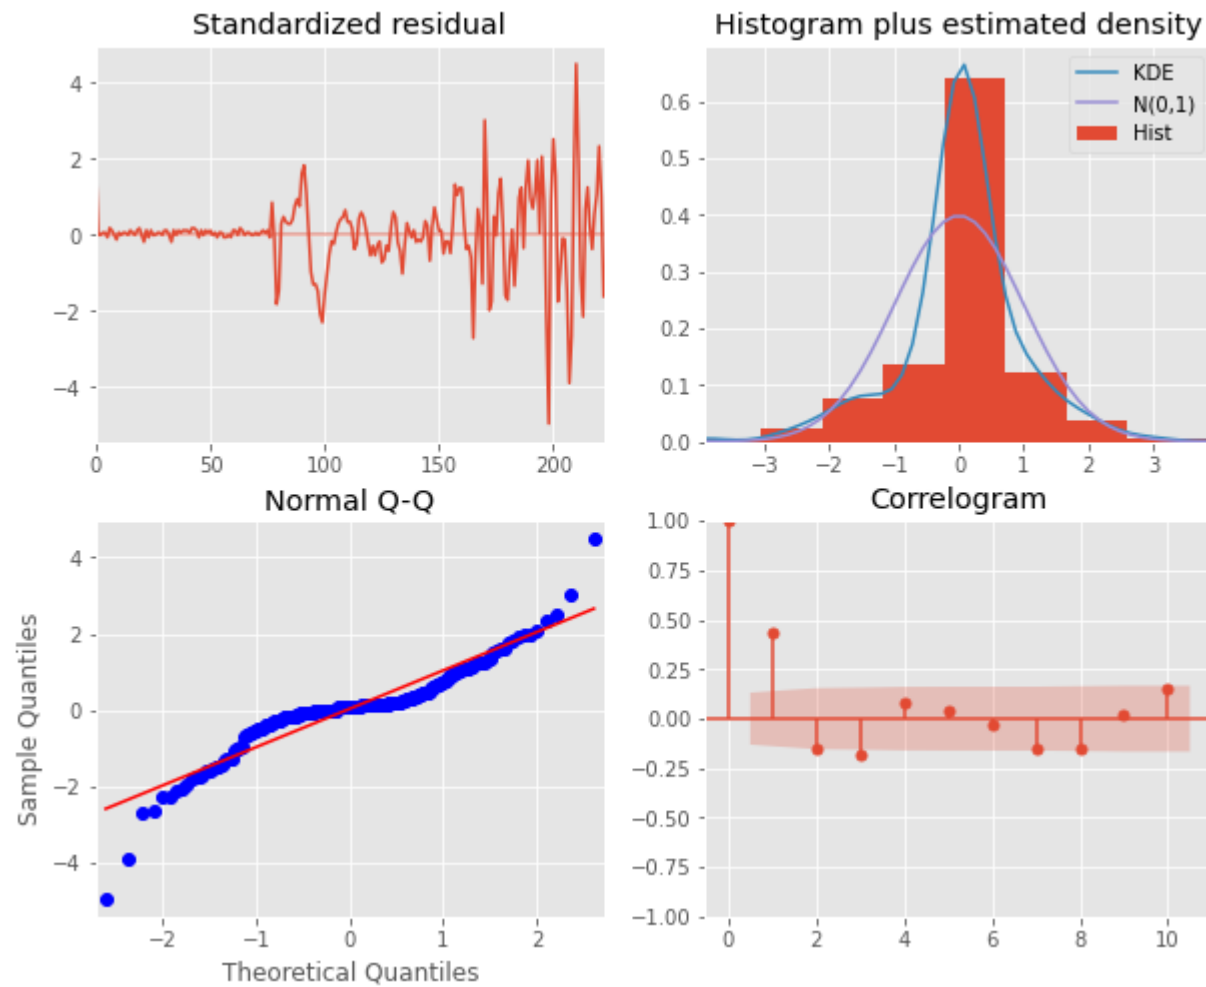 Standardized residual
4
2
0
−2
−4
0 50 100 150 200
Histogram plus estimated density
KDE
N(0,1)
Hist
0.6
0.5
0.4
0.3
0.2
0.1
0.0
−3 −2 −1 0 1 2 3
Normal Q-Q
Sample Quantiles
4
2
0
−2
−4
−2 −1 0 1 2
Theoretical Quantiles
Correlogram
1.00
0.75
0.50
0.25
0.00
−0.25
−0.50
−0.75
−1.00
0 2 4 6 8 10